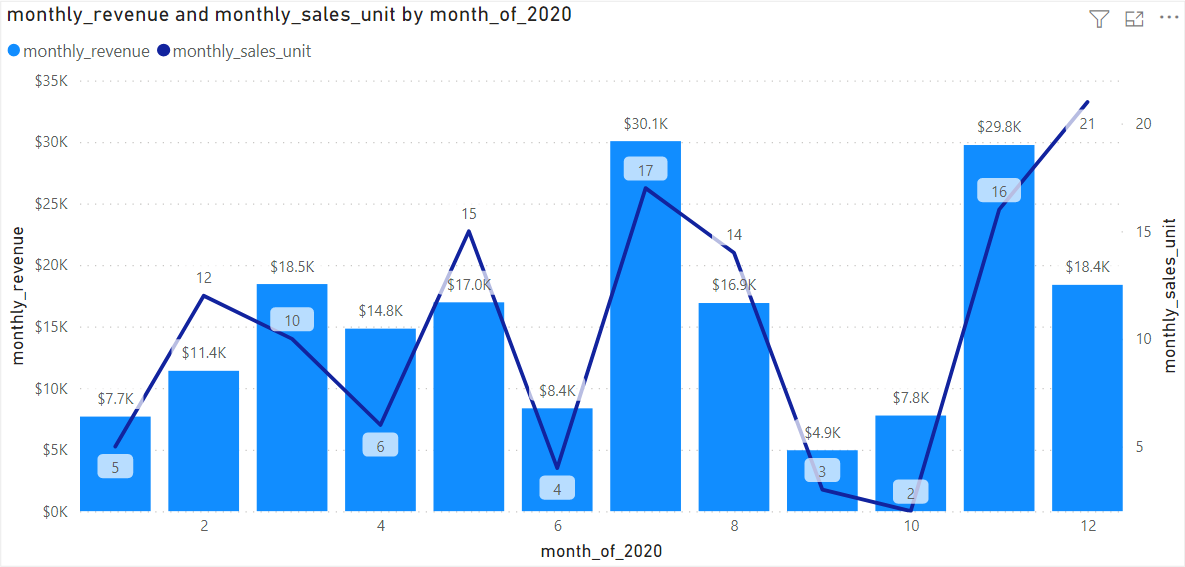 monthly_revenue and monthly_sales_unit by month_of_2020
monthly_revenue monthly_sales_unit
$35K
$30K
$25K
$20K
$15K
$10K
$5K
$0K
monthly_revenue
$7.7K
$11.4K
$18.5K
$14.8K
$17.0K
$8.4K
$30.1K
$16.9K
$4.9K
$7.8K
$29.8K
$18.4K
5
12
10
6
15
4
17
14
3
2
16
21
20
15
10
5
monthly_sales_unit
2 4 6 8 10 12
month_of_2020